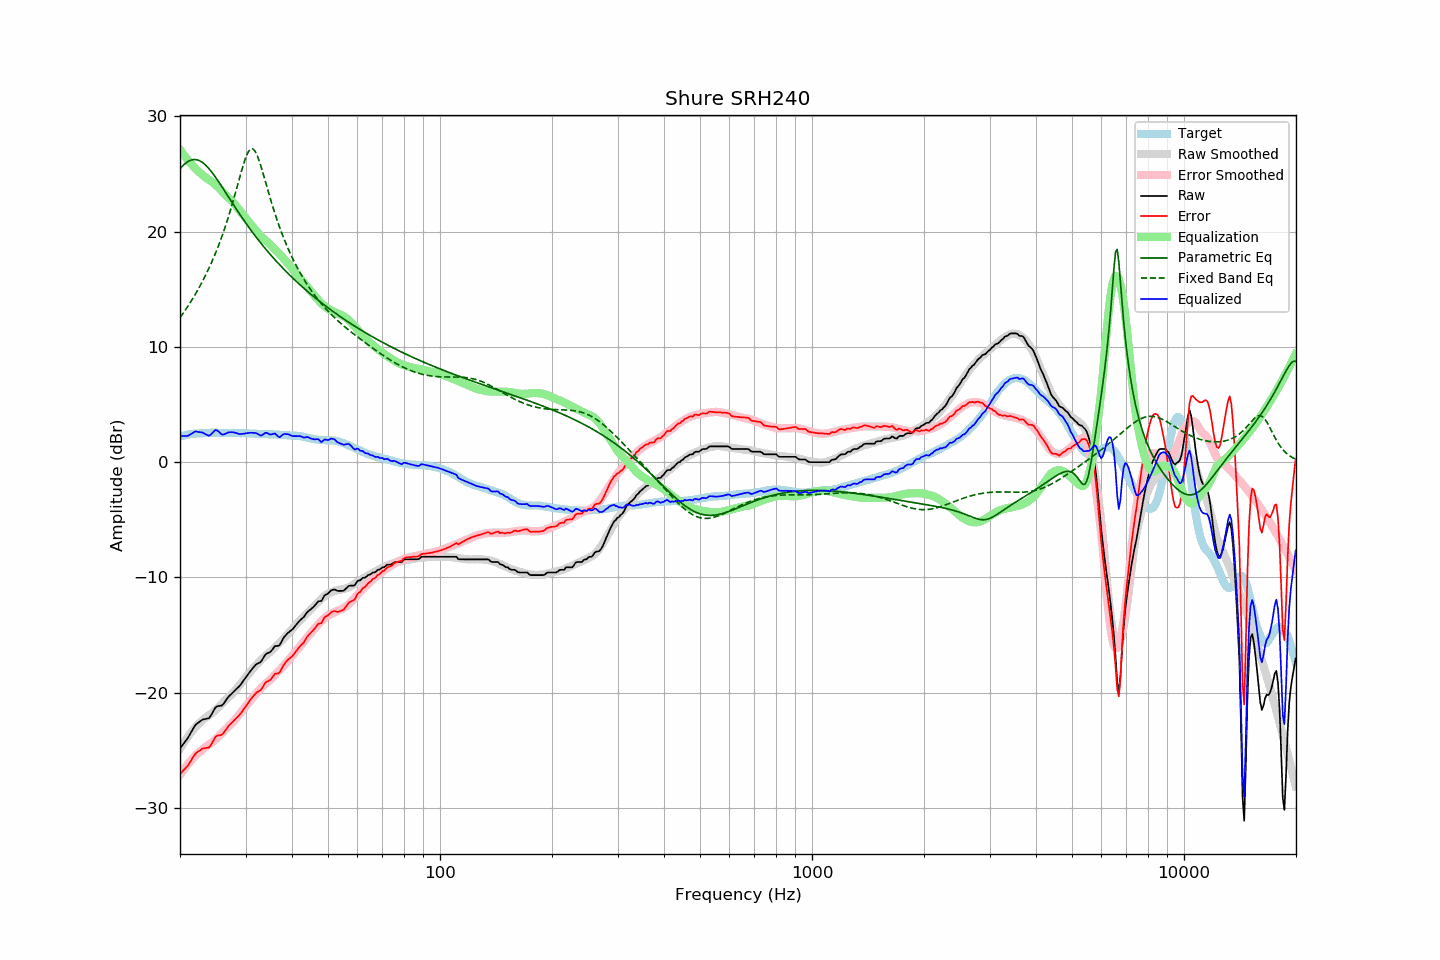 Shure SRH240
30
20
10
0
−10
−20
−30
Amplitude (dBr)
100
1000
10000
Frequency (Hz)
Target
Raw Smoothed
Error Smoothed
Raw
Error
Equalization
Parametric Eq
Fixed Band Eq
Equalized